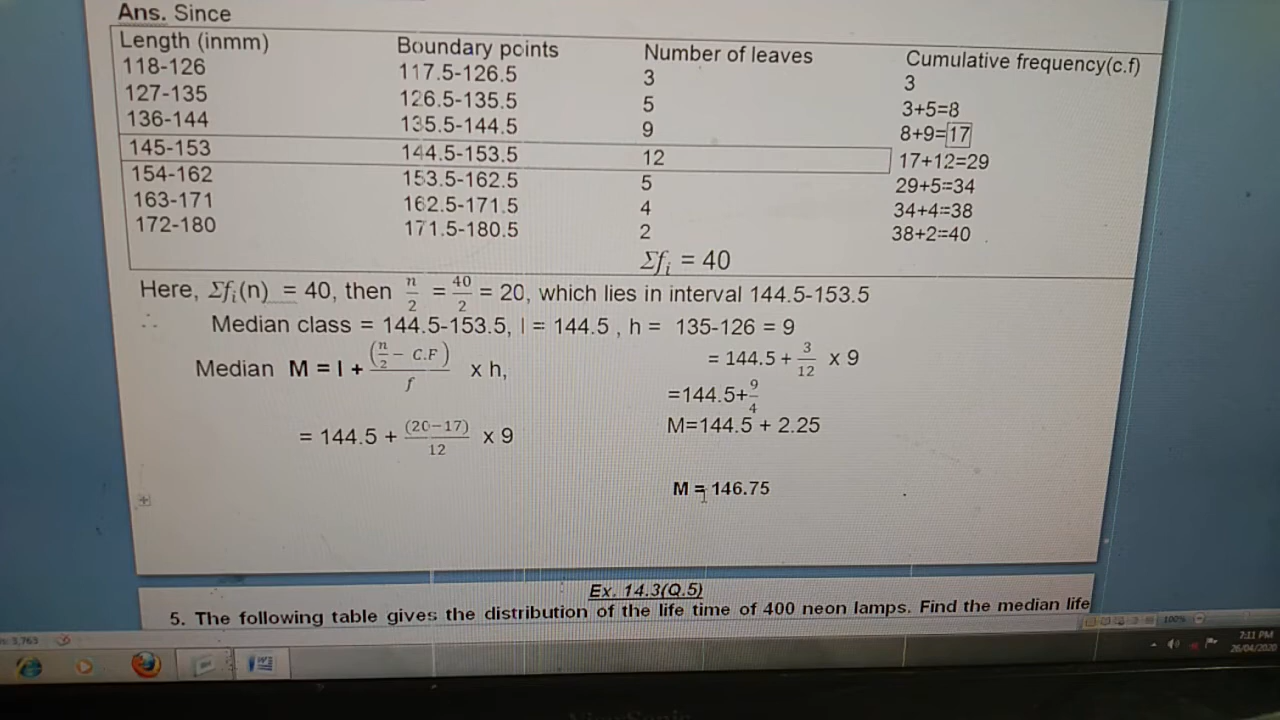 Ans. Since
Length (inmm) Boundary points Number of leaves Cumulative frequency(c.f)
118-126 117.5-126.5 3 3
127-135 126.5-135.5 5 3+5=8
136-144 135.5-144.5 9 8+9=17
145-153 144.5-153.5 12 17+12=29
154-162 153.5-162.5 5 29+5=34
163-171 162.5-171.5 4 34+4=38
172-180 171.5-180.5 2 38+2=40
Σfi = 40
Here, Σfi(n) = 40, then n/2 = 40/2 = 20, which lies in interval 144.5-153.5
∴ Median class = 144.5-153.5, l = 144.5 , h = 135-126 = 9
Median M = l + (n/2 − C.F)/f x h,
= 144.5 + (20−17)/12 x 9
= 144.5 + 3/12 x 9
=144.5+9/4
M=144.5 + 2.25
M = 146.75
Ex. 14.3(Q.5)
5. The following table gives the distribution of the life time of 400 neon lamps. Find the median life
3,763
100%
7:11 PM
26/04/2020